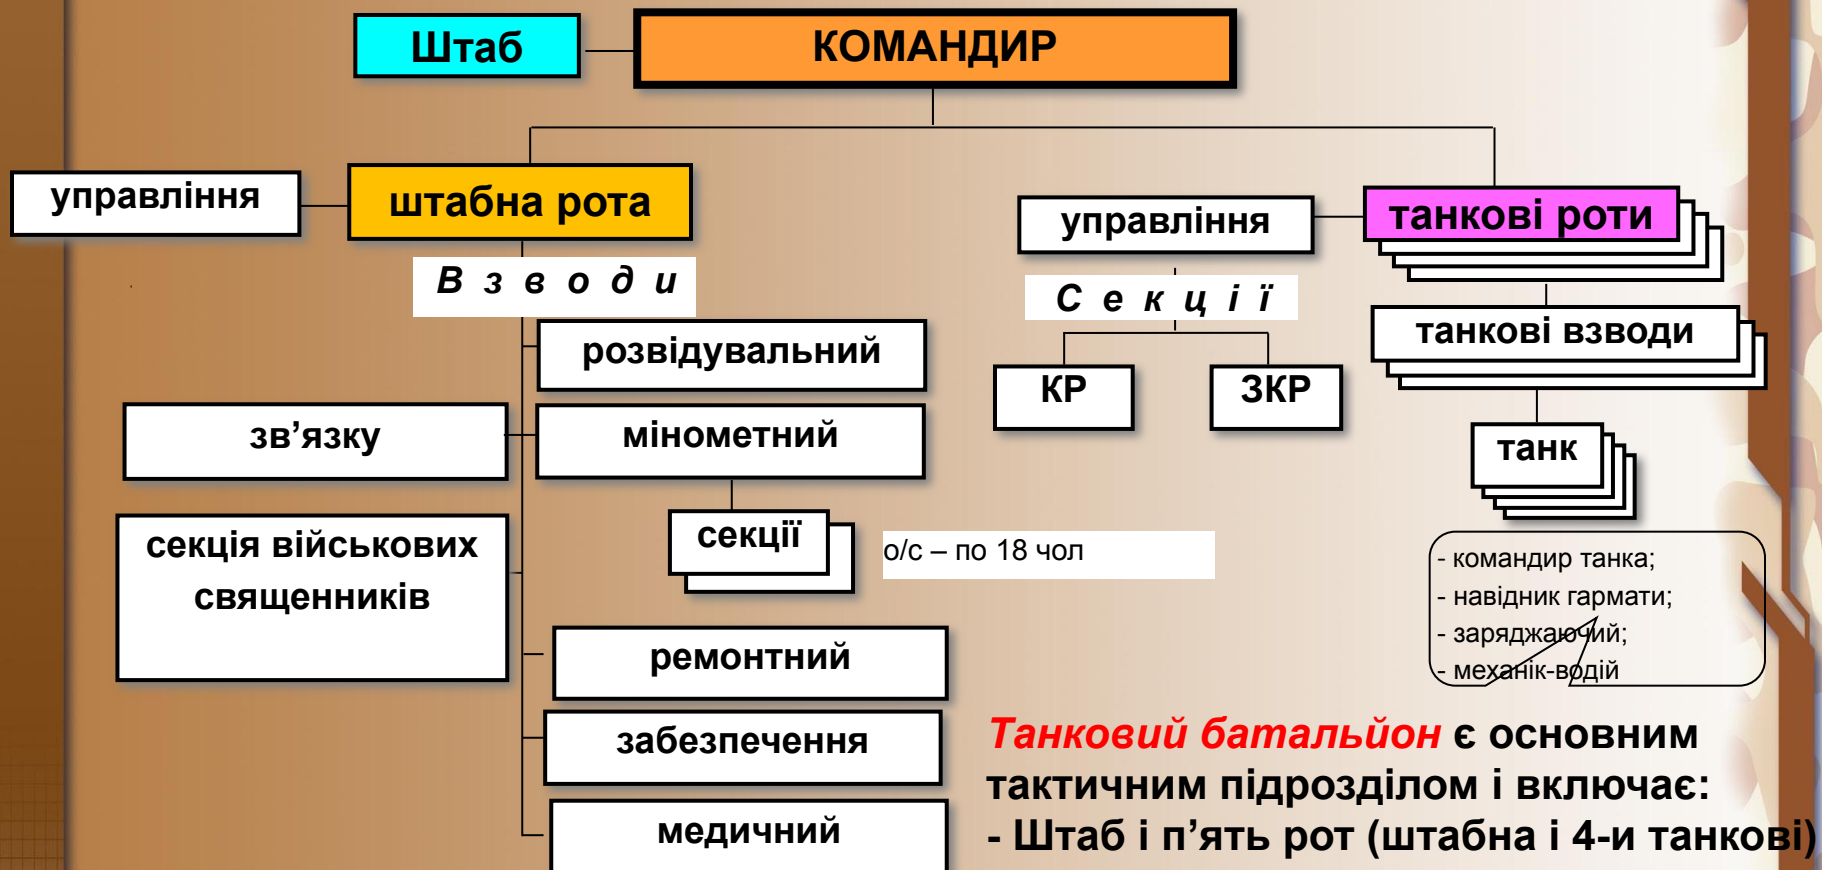 Штаб
КОМАНДИР
управління
штабна рота
управління
танкові роти
В з в о д и
С е к ц і ї
розвідувальний
танкові взводи
КР
ЗКР
зв’язку
мінометний
танк
секція військових
священників
секції
о/с – по 18 чол
- командир танка;
- навідник гармати;
- заряджаючий;
- механік-водій
ремонтний
забезпечення
медичний
Танковий батальйон є основним
тактичним підрозділом і включає:
- Штаб і п’ять рот (штабна і 4-и танкові)